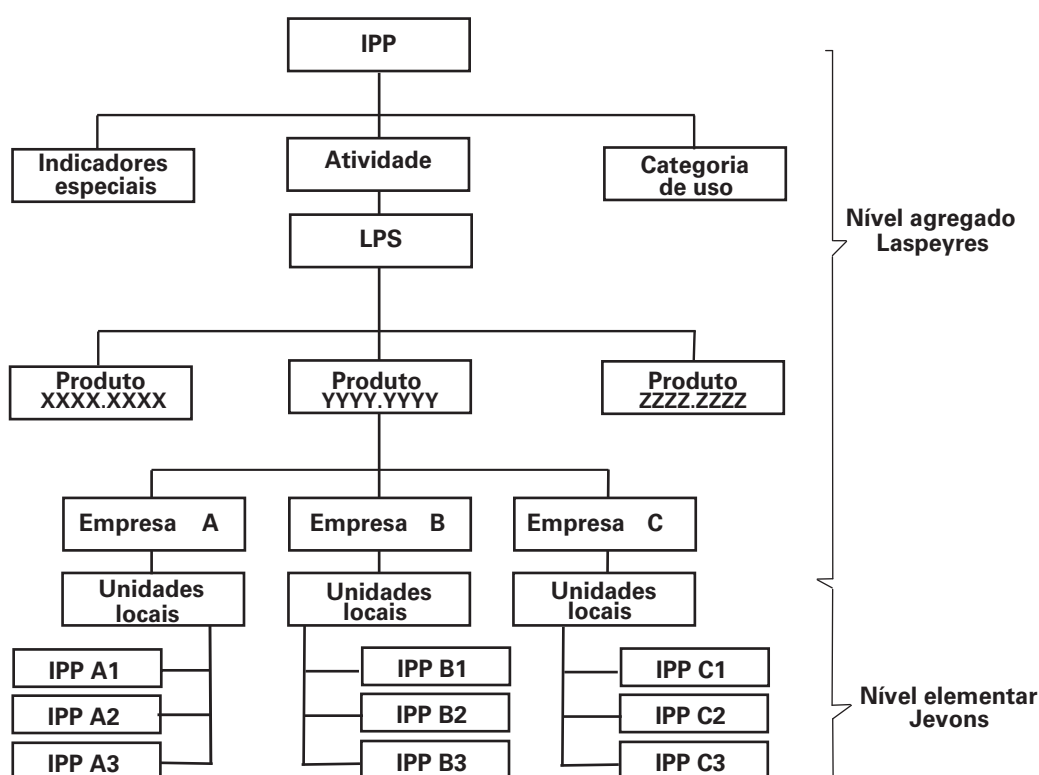 IPP
Indicadores
especiais
Atividade
Categoria
de uso
LPS
Nível agregado
Laspeyres
Produto
XXXX.XXXX
Produto
YYYY.YYYY
Produto
ZZZZ.ZZZZ
Empresa A
Empresa B
Empresa C
Unidades
locais
Unidades
locais
Unidades
locais
IPP A1
IPP B1
IPP C1
IPP A2
IPP B2
IPP C2
Nível elementar
Jevons
IPP A3
IPP B3
IPP C3